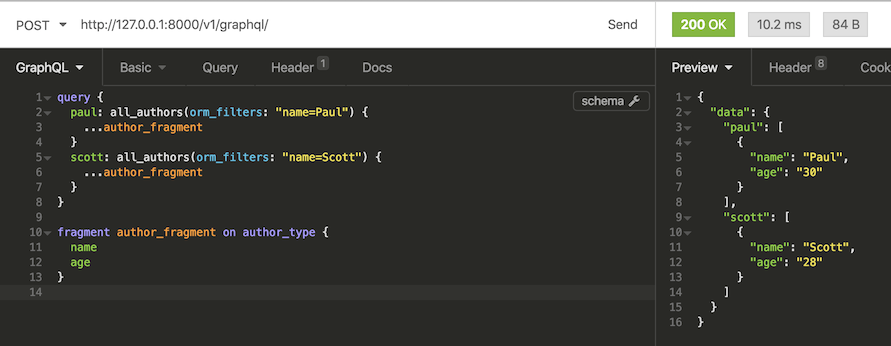 POST http://127.0.0.1:8000/v1/graphql/ Send 200 OK 10.2 ms 84 B
GraphQL Basic Query Header 1 Docs Preview Header 8 Cook
schema
1 query {
2 paul: all_authors(orm_filters: "name=Paul") {
3 ...author_fragment
4 }
5 scott: all_authors(orm_filters: "name=Scott") {
6 ...author_fragment
7 }
8 }
9
10 fragment author_fragment on author_type {
11 name
12 age
13 }
14
1 {
2 "data": {
3 "paul": [
4 {
5 "name": "Paul",
6 "age": "30"
7 }
8 ],
9 "scott": [
10 {
11 "name": "Scott",
12 "age": "28"
13 }
14 ]
15 }
16 }